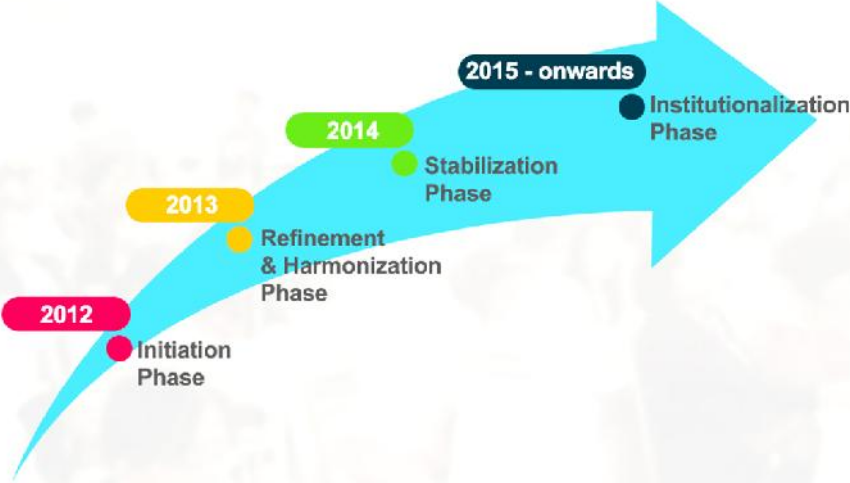 2012
Initiation
Phase
2013
Refinement
& Harmonization
Phase
2014
Stabilization
Phase
2015 - onwards
Institutionalization
Phase